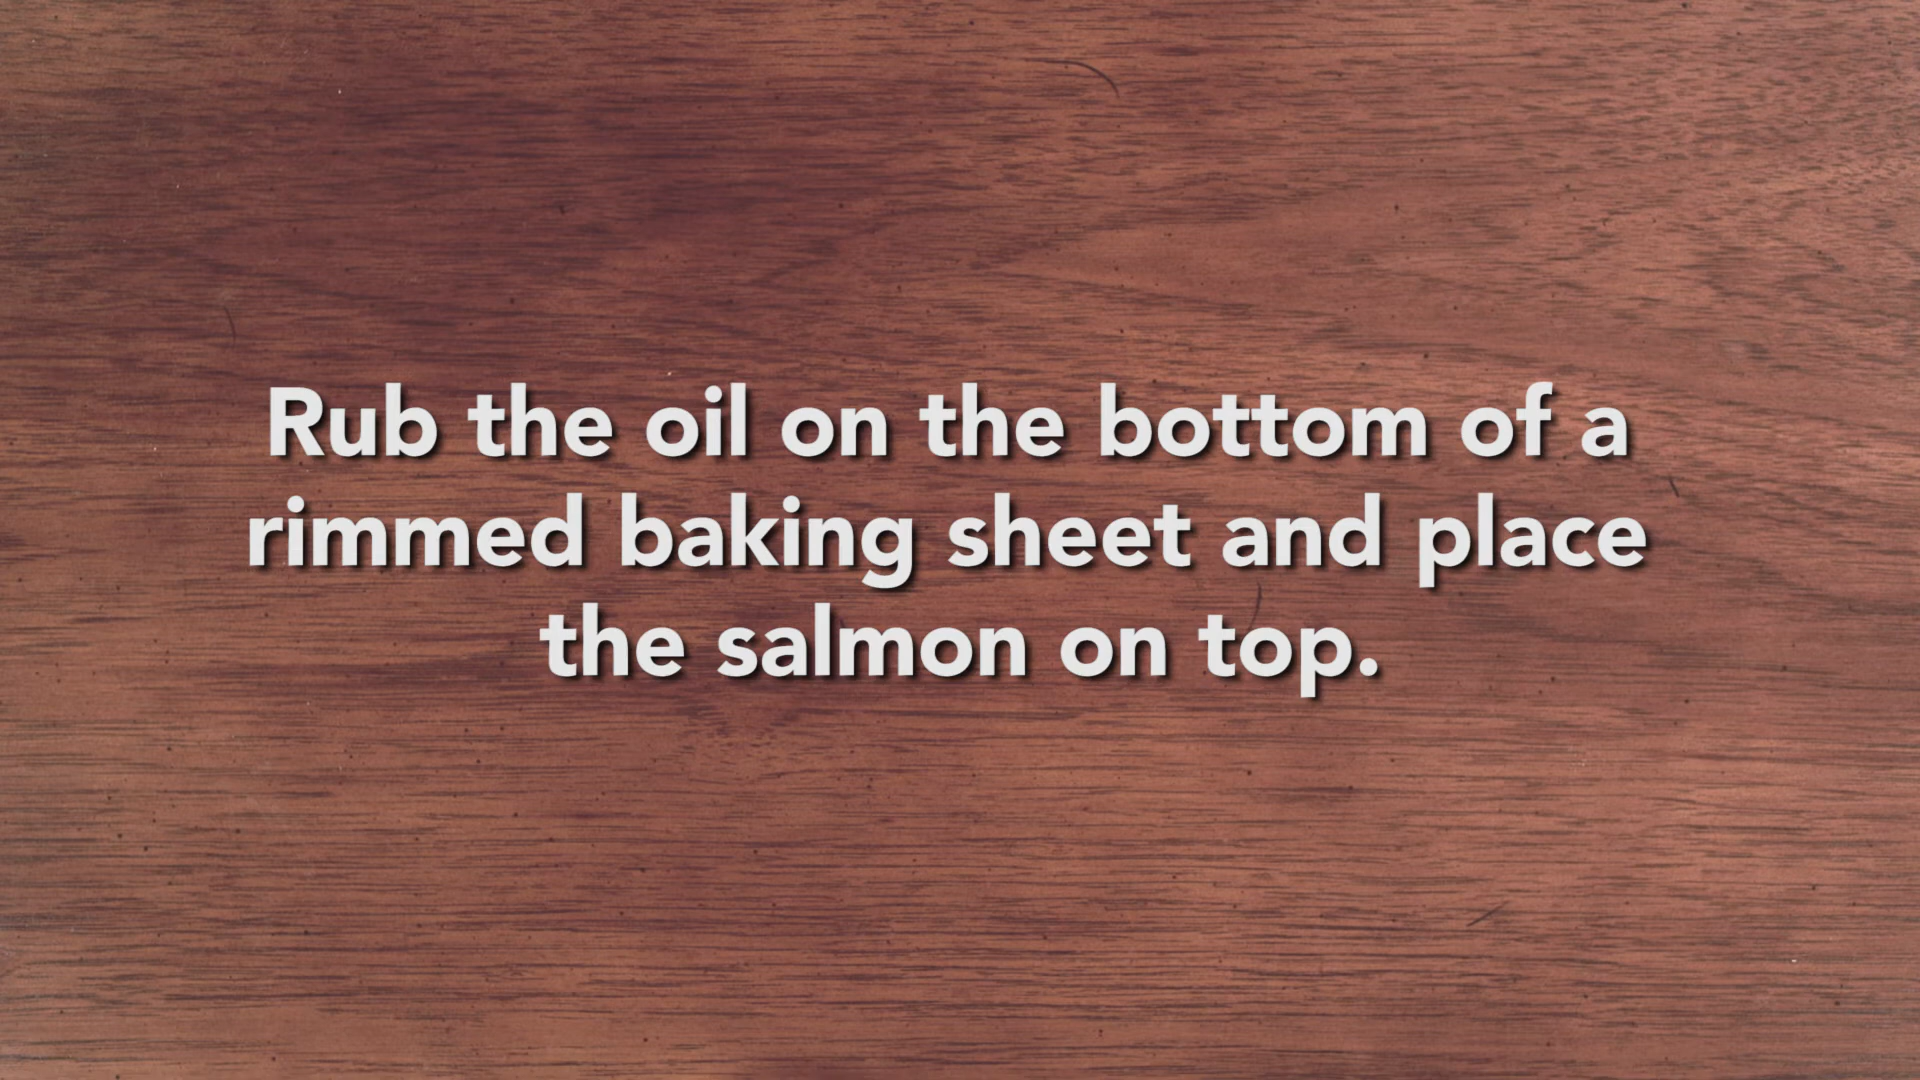 Rub the oil on the bottom of a
rimmed baking sheet and place
the salmon on top.